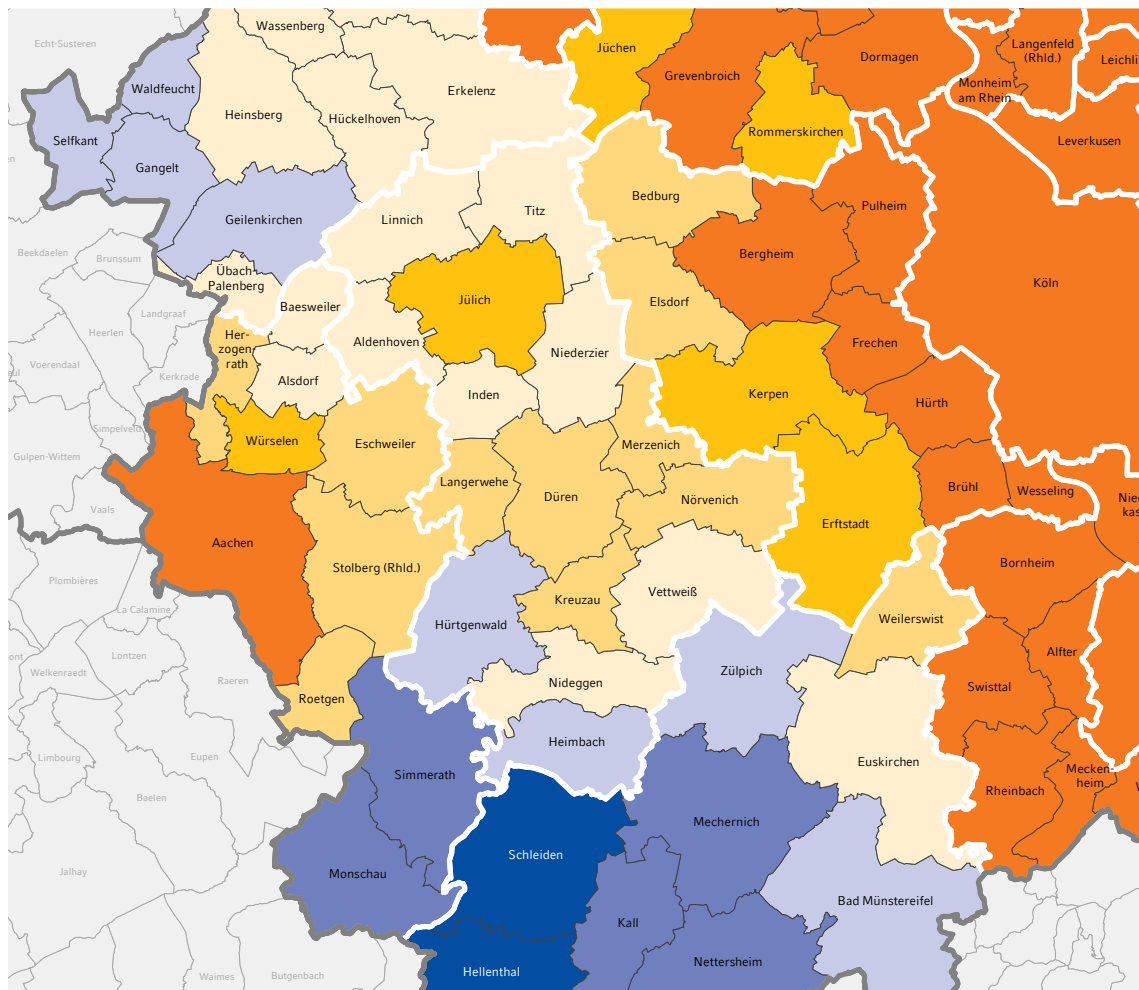 Wassenberg
Echt-Susteren
Jüchen
Langenfeld
(Rhld.)
Dormagen
Leichli
Grevenbroich
Waldfeucht
Erkelenz
Monheim
am Rhein
Heinsberg
Hückelhoven
Rommerskirchen
Selfkant
Leverkusen
en
Gangelt
Bedburg
Pulheim
Geilenkirchen
Linnich
Titz
Beekdaelen
Brunssum
Bergheim
Übach-
Palenberg
Köln
Jülich
Elsdorf
Baesweiler
Landgraaf
Heerlen
Her-
zogen-
rath
Aldenhoven
Niederzier
Frechen
Voerendaal
aul
Kerkrade
Alsdorf
Inden
Kerpen
Hürth
Simpelveld
Würselen
Eschweiler
Merzenich
Gulpen-Wittem
Langerwehe
Düren
Nörvenich
Brühl
Wesseling
Nied
kas
Vaals
Erftstadt
Aachen
Bornheim
Stolberg (Rhld.)
Plombières
Vettweiß
Kreuzau
La Calamine
Hürtgenwald
Weilerswist
ont
Lontzen
Alfter
Welkenraedt
Raeren
Zülpich
Nideggen
Swisttal
Roetgen
Heimbach
Limbourg
Eupen
Euskirchen
Simmerath
Mecken-
heim
Rheinbach
W
Baelen
Mechernich
Schleiden
Jalhay
Monschau
Bad Münstereifel
Kall
Nettersheim
Hellenthal
Waimes
Butgenbach